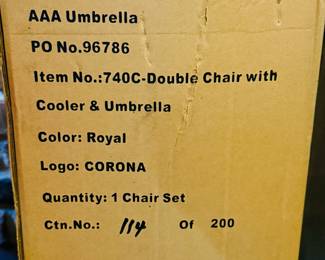 AAA Umbrella
PO No.96786
Item No.:740C-Double Chair with
Cooler & Umbrella
Color: Royal
Logo: CORONA
Quantity: 1 Chair Set
Ctn.No.: 114 Of 200